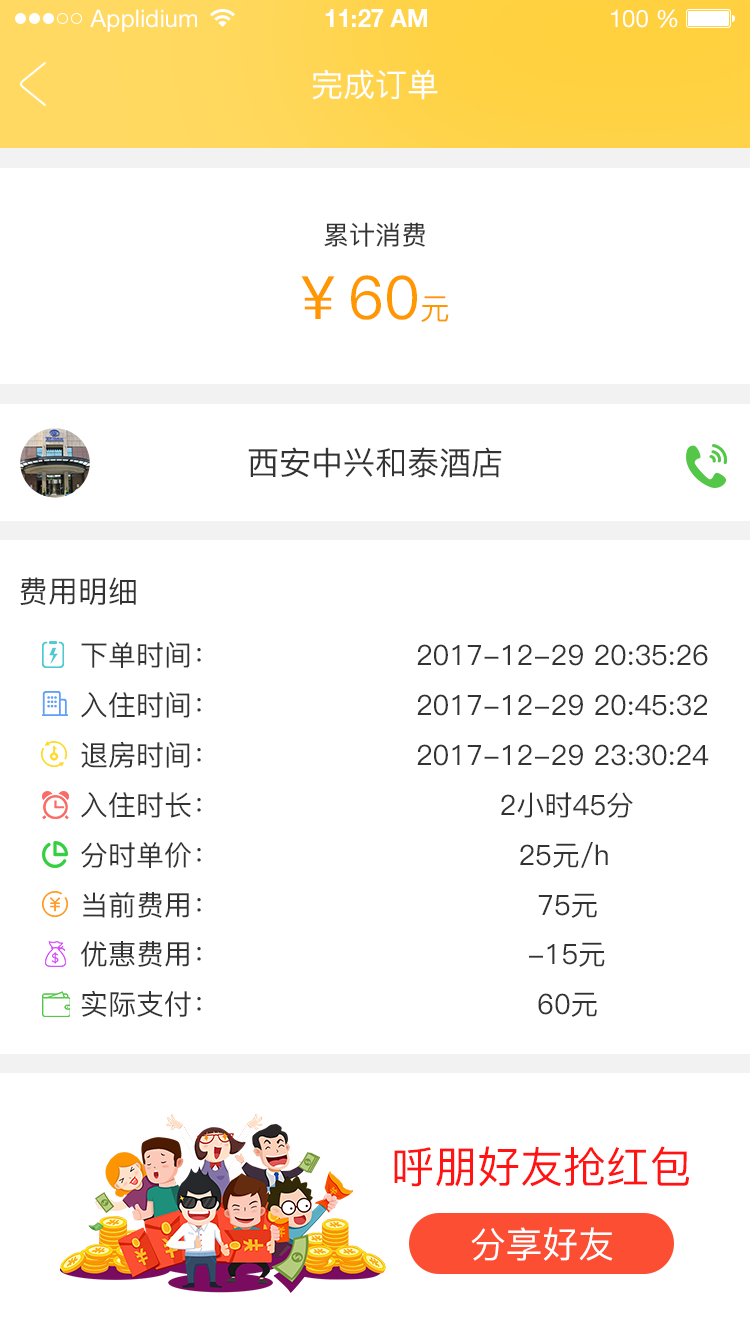 Applidium 11:27 AM 100 %
完成订单
累计消费
¥ 60元
西安中兴和泰酒店
费用明细
下单时间: 2017-12-29 20:35:26
入住时间: 2017-12-29 20:45:32
退房时间: 2017-12-29 23:30:24
入住时长: 2小时45分
分时单价: 25元/h
当前费用: 75元
优惠费用: -15元
实际支付: 60元
呼朋好友抢红包
分享好友